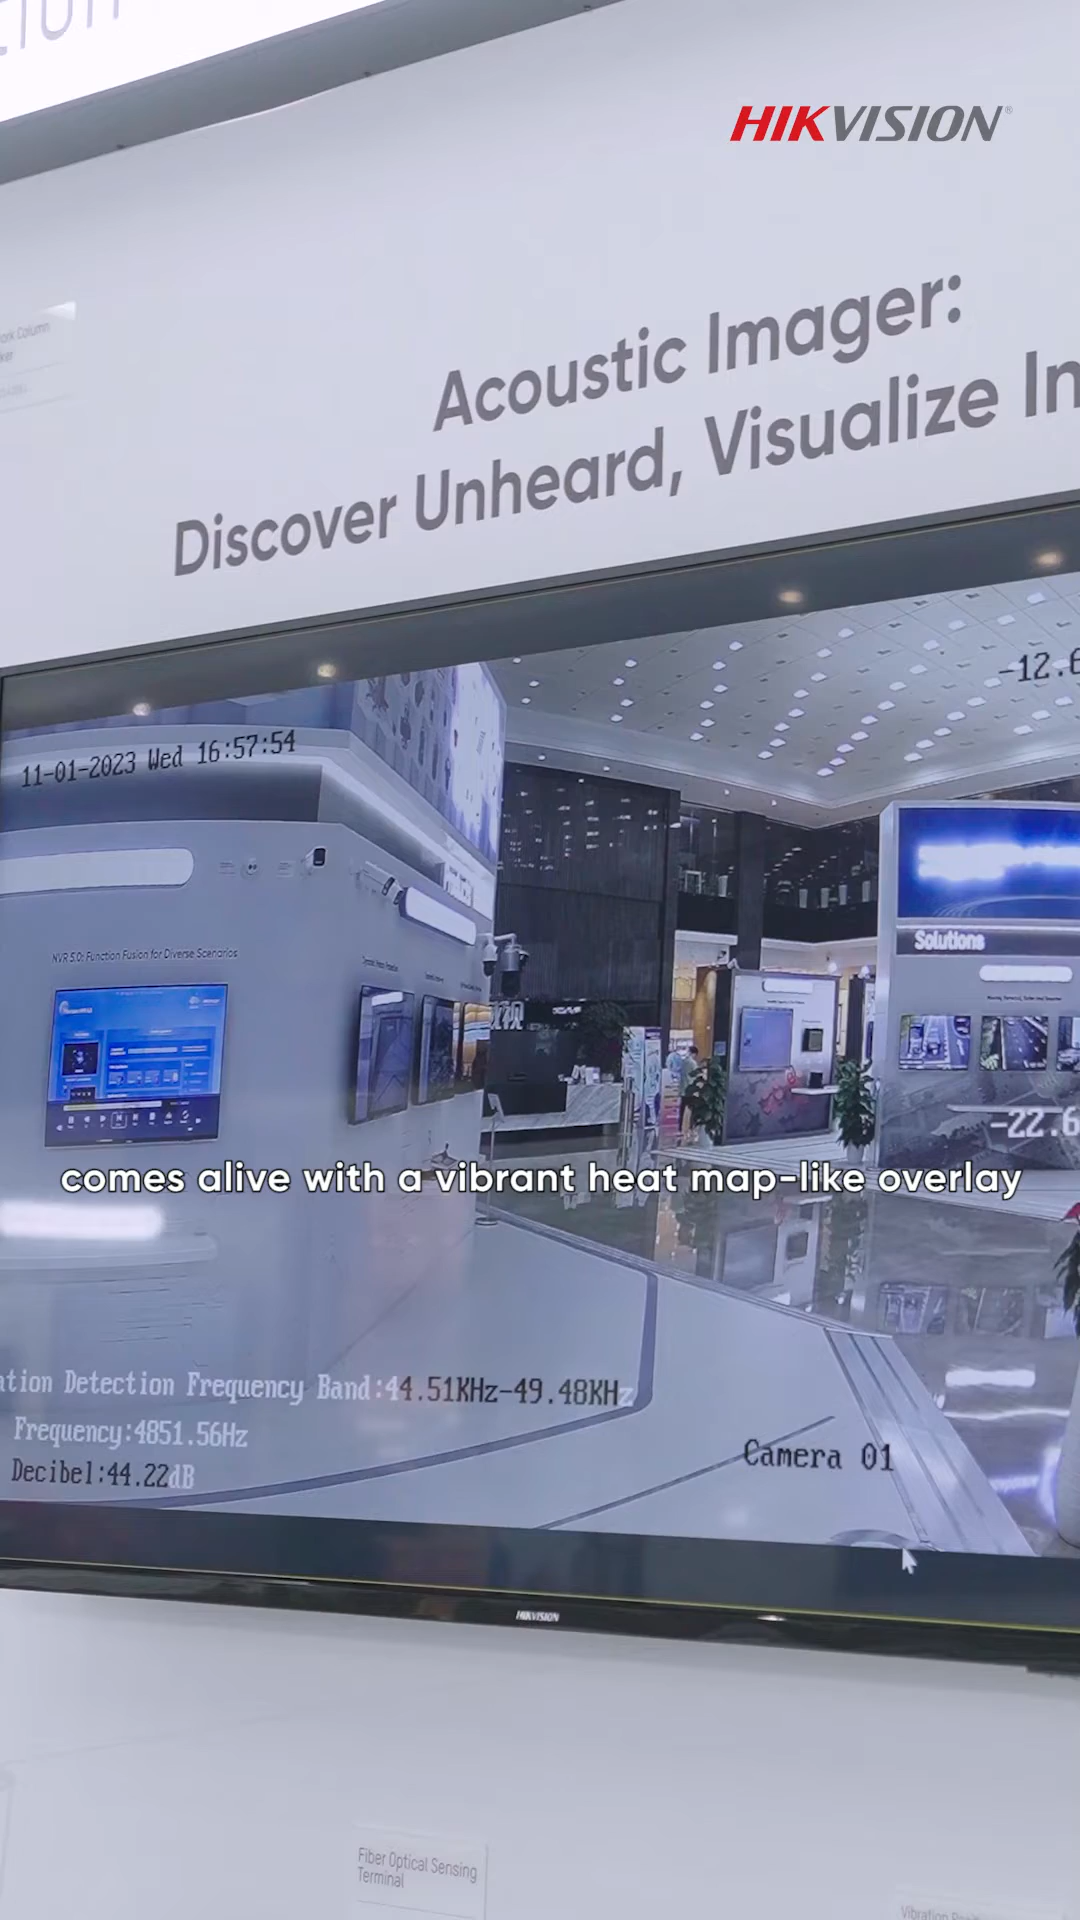 HIKVISION®
Acoustic Imager:
Discover Unheard, Visualize In
-12.6
11-01-2023 Wed 16:57:54
NVR 5.0: Function Fusion for Diverse Scenarios
Solutions
-22.6
comes alive with a vibrant heat map-like overlay
ation Detection Frequency Band:44.51KHz-49.48KHz
Frequency:4851.56Hz
Decibel:44.22dB
Camera 01
HIKVISION
Fiber Optical Sensing
Terminal
Vibration